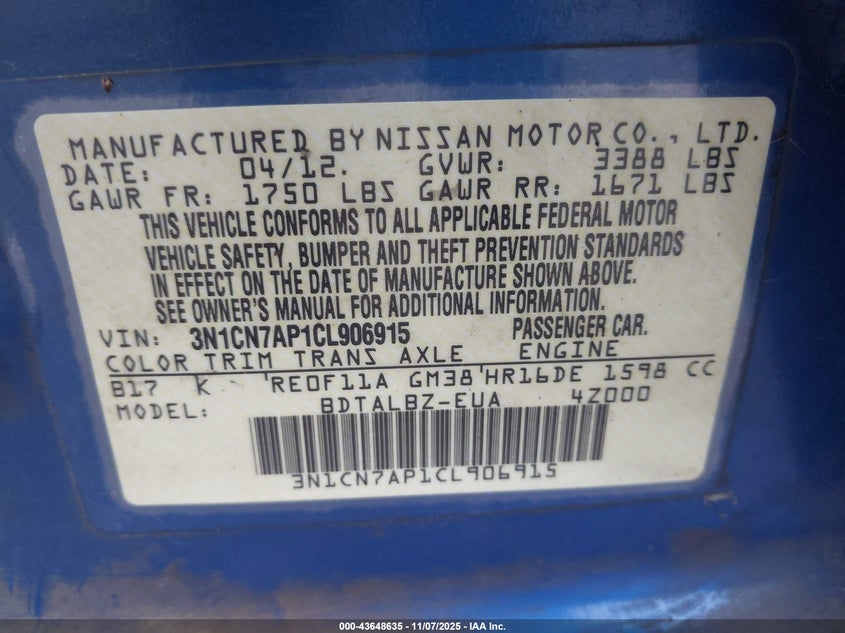 MANUFACTURED BY NISSAN MOTOR CO., LTD.
DATE: 04/12. GVWR: 3388 LBS
GAWR FR: 1750 LBS GAWR RR: 1671 LBS
THIS VEHICLE CONFORMS TO ALL APPLICABLE FEDERAL MOTOR
VEHICLE SAFETY, BUMPER AND THEFT PREVENTION STANDARDS
IN EFFECT ON THE DATE OF MANUFACTURE SHOWN ABOVE.
SEE OWNER'S MANUAL FOR ADDITIONAL INFORMATION.
VIN: 3N1CN7AP1CL906915 PASSENGER CAR.
COLOR TRIM TRANS AXLE ENGINE
B17 K RE0F11A GM38 HR16DE 1598 CC
MODEL: BDTALBZ-EUA 4Z000
3N1CN7AP1CL906915
000-43648635 - 11/07/2025 - IAA Inc.